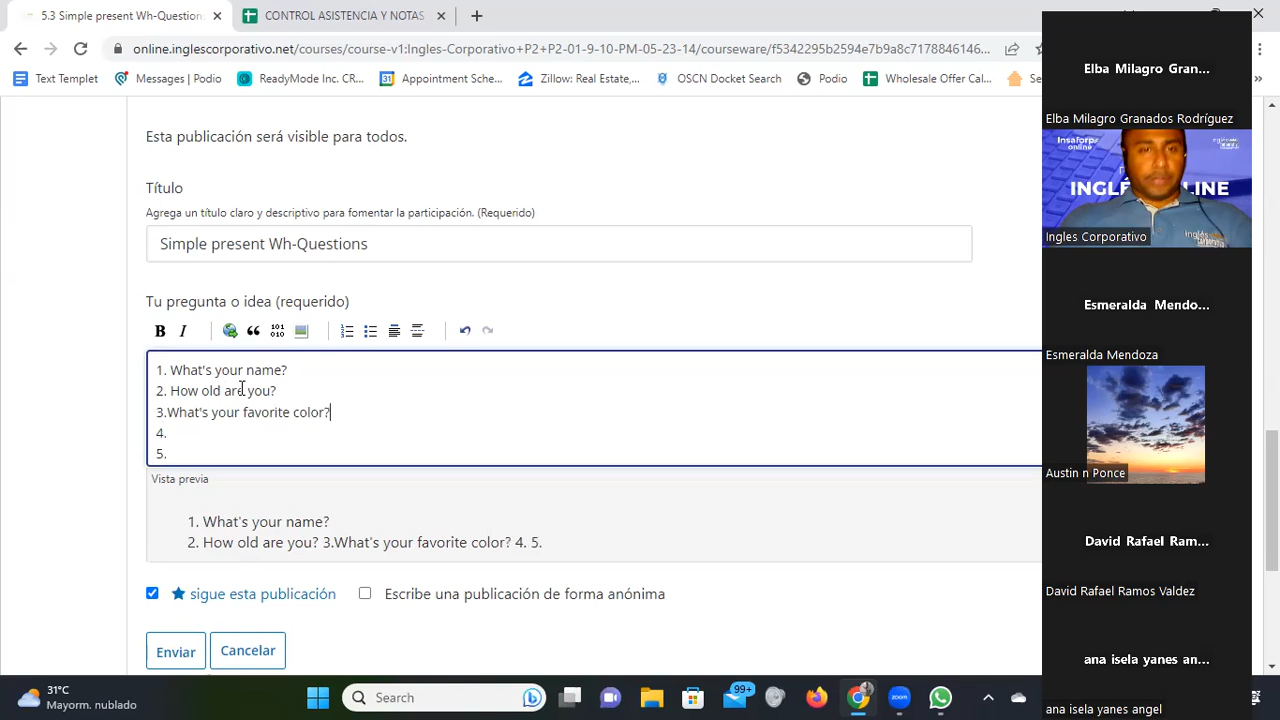 5.3 Simple present Wh-Question
CONTROL ASISTENCIA Y NOTAS
online.inglescorporativo.net/courses/course-v1:Ingles-Corporativo+P2+P2-01-9-10-PM-05-23-14/courseware/f5342295b2594e7b9a8c7178846146...
Text Templet
Messages | Podio
ReadyMode Inc. CR...
Appointment Sche...
Zillow: Real Estate,...
OSCN Docket Search
Podio
Wholesale Offer Cal...
Esta publicación será visible para todos.
Título
Agrega un título claro y descriptivo para fomentar la participación. (Requerido)
Simple present Wh-Questions
Tu pregunta o idea (requerido)
B I
1. What's your name?
2. How old are you?
3.What's your favorite color?
4.
5.
Vista previa
1. What's your name?
2. How old are you? 3.What's your favorite color? 4. 5.
sigue esta publicación
Escribe una publicación de forma anónima
Enviar
Cancelar
31°C
Mayorm. nublado
Search
99+
zoom
Elba Milagro Gran...
Elba Milagro Granados Rodríguez
Insaforp
online
INGLÉ
LINE
Ingles Corporativo
Esmeralda Mendo...
Esmeralda Mendoza
Austin n Ponce
David Rafael Ram...
David Rafael Ramos Valdez
ana isela yanes an...
ana isela yanes angel